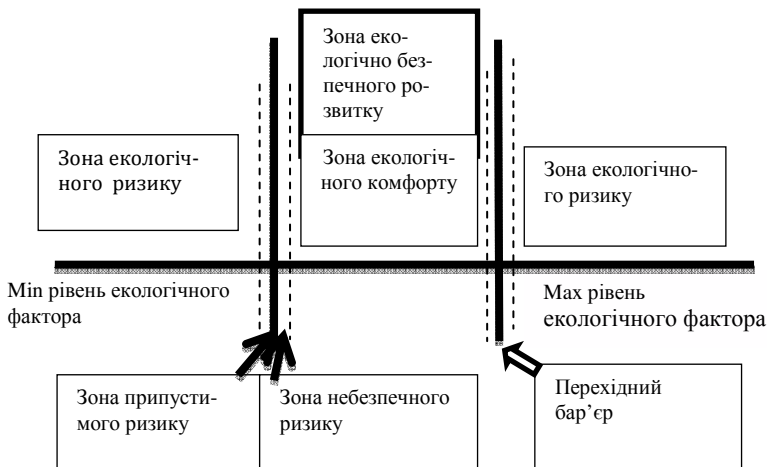 Зона еко-
логічно без-
печного ро-
звитку
Зона екологіч-
ного ризику
Зона екологіч-
ного комфорту
Зона екологічно-
го ризику
Min рівень екологічного
фактора
Max рівень
екологічного фактора
Зона припусти-
мого ризику
Зона небезпечного
ризику
Перехідний
бар’єр